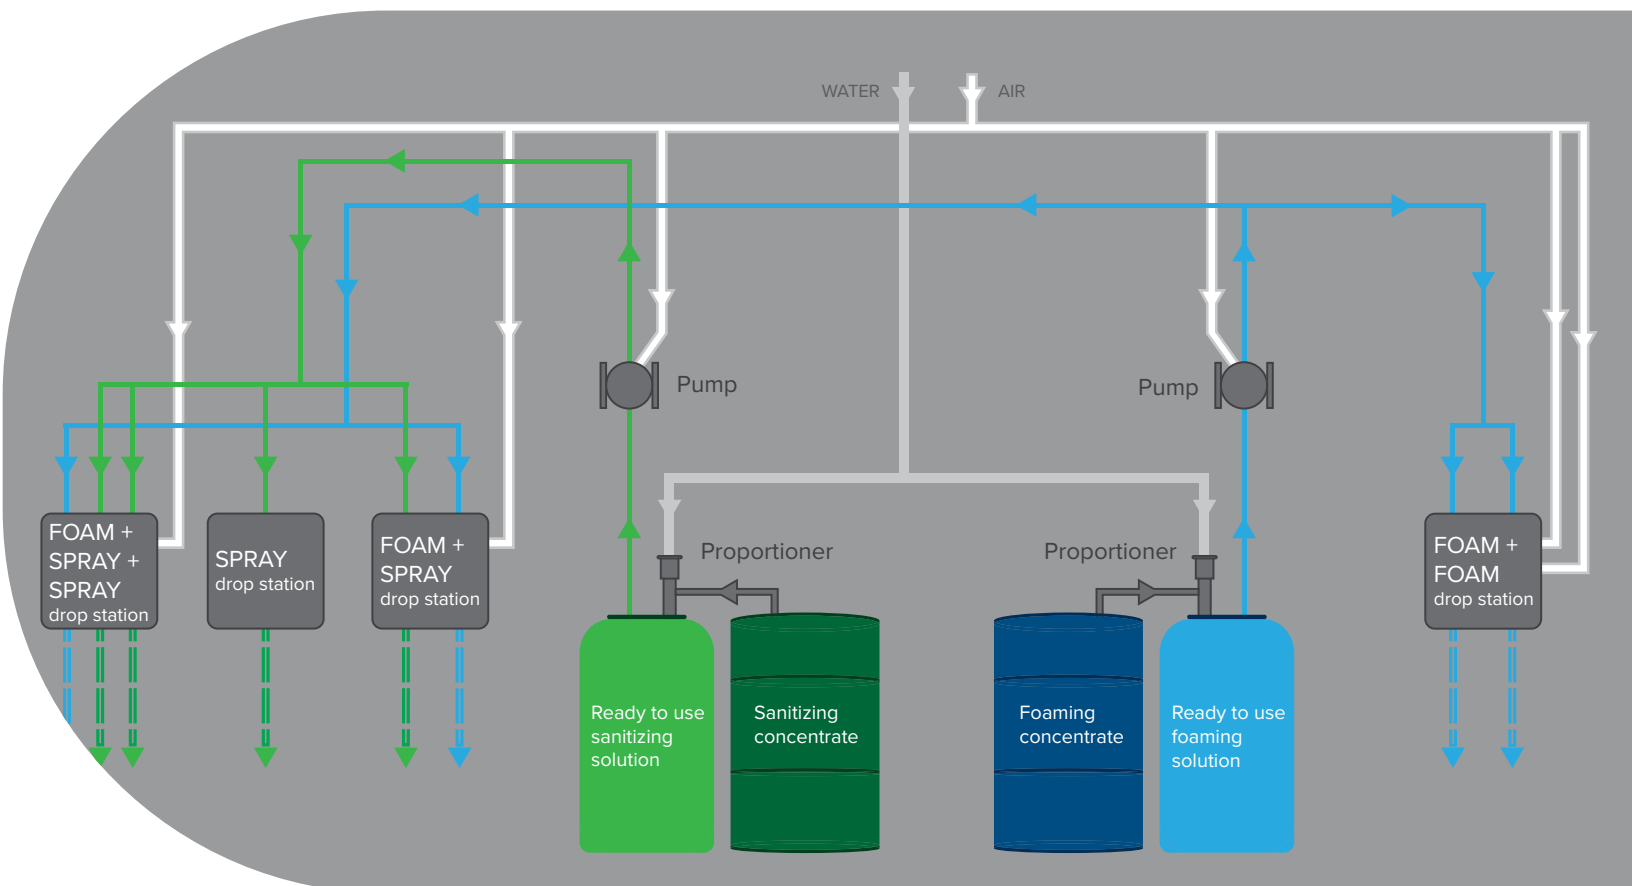 WATER
AIR
Pump
Pump
FOAM +
SPRAY +
SPRAY
drop station
SPRAY
drop station
FOAM +
SPRAY
drop station
Proportioner
Proportioner
FOAM +
FOAM
drop station
Ready to use
sanitizing
solution
Sanitizing
concentrate
Foaming
concentrate
Ready to use
foaming
solution